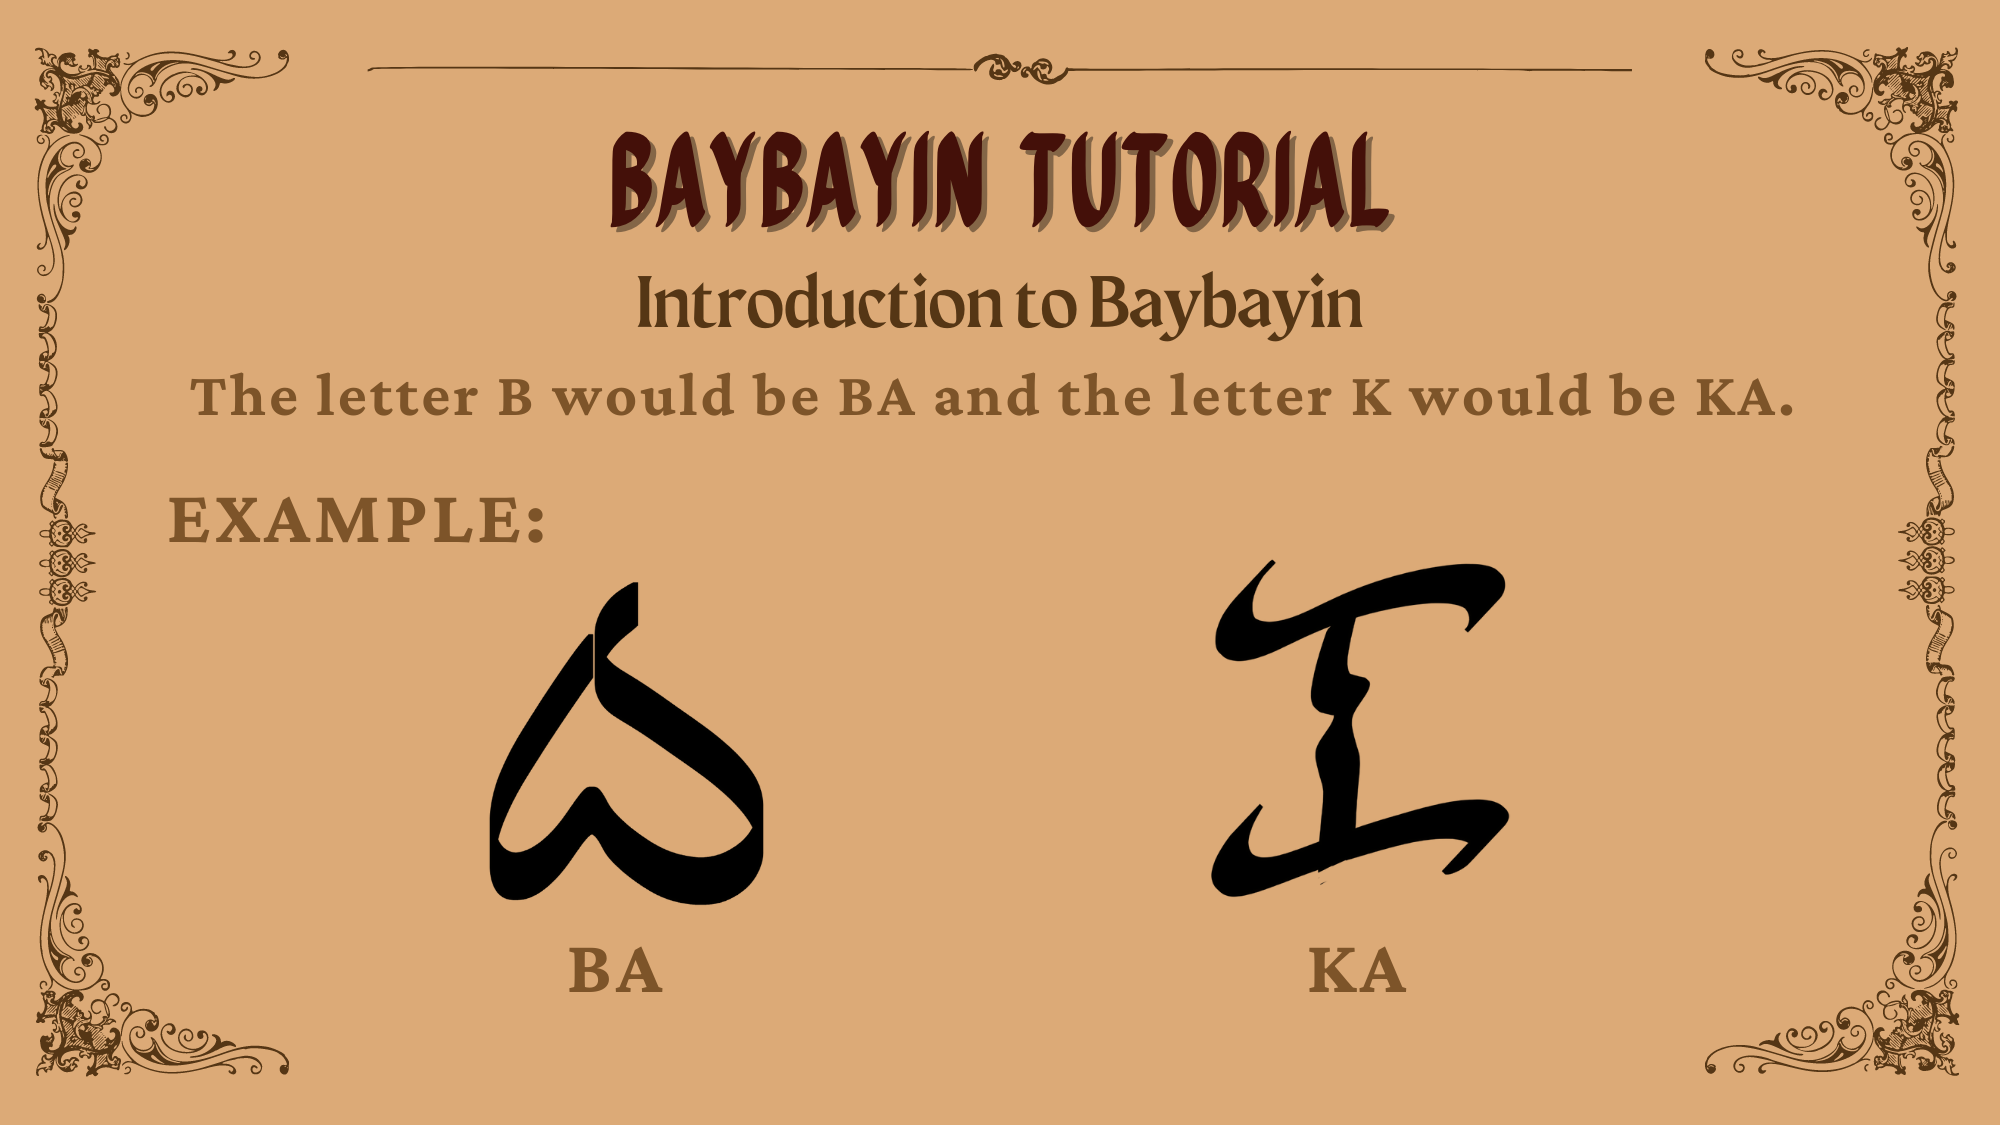 BAYBAYIN TUTORIAL
Introduction to Baybayin
The letter B would be BA and the letter K would be KA.
EXAMPLE:
ᜊ ᜃ
BA KA